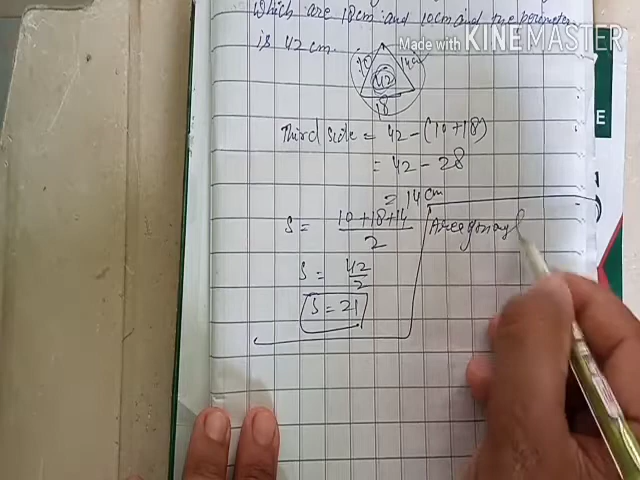 Which are 18cm and 10cm and the perimeter
is 42 cm.
Made with KINEMASTER
10 14cm
42
18
Third side = 42 - (10+18)
= 42 - 28
= 14 cm
S = 10+18+14
2
S = 42
2
S = 21
Area of
E